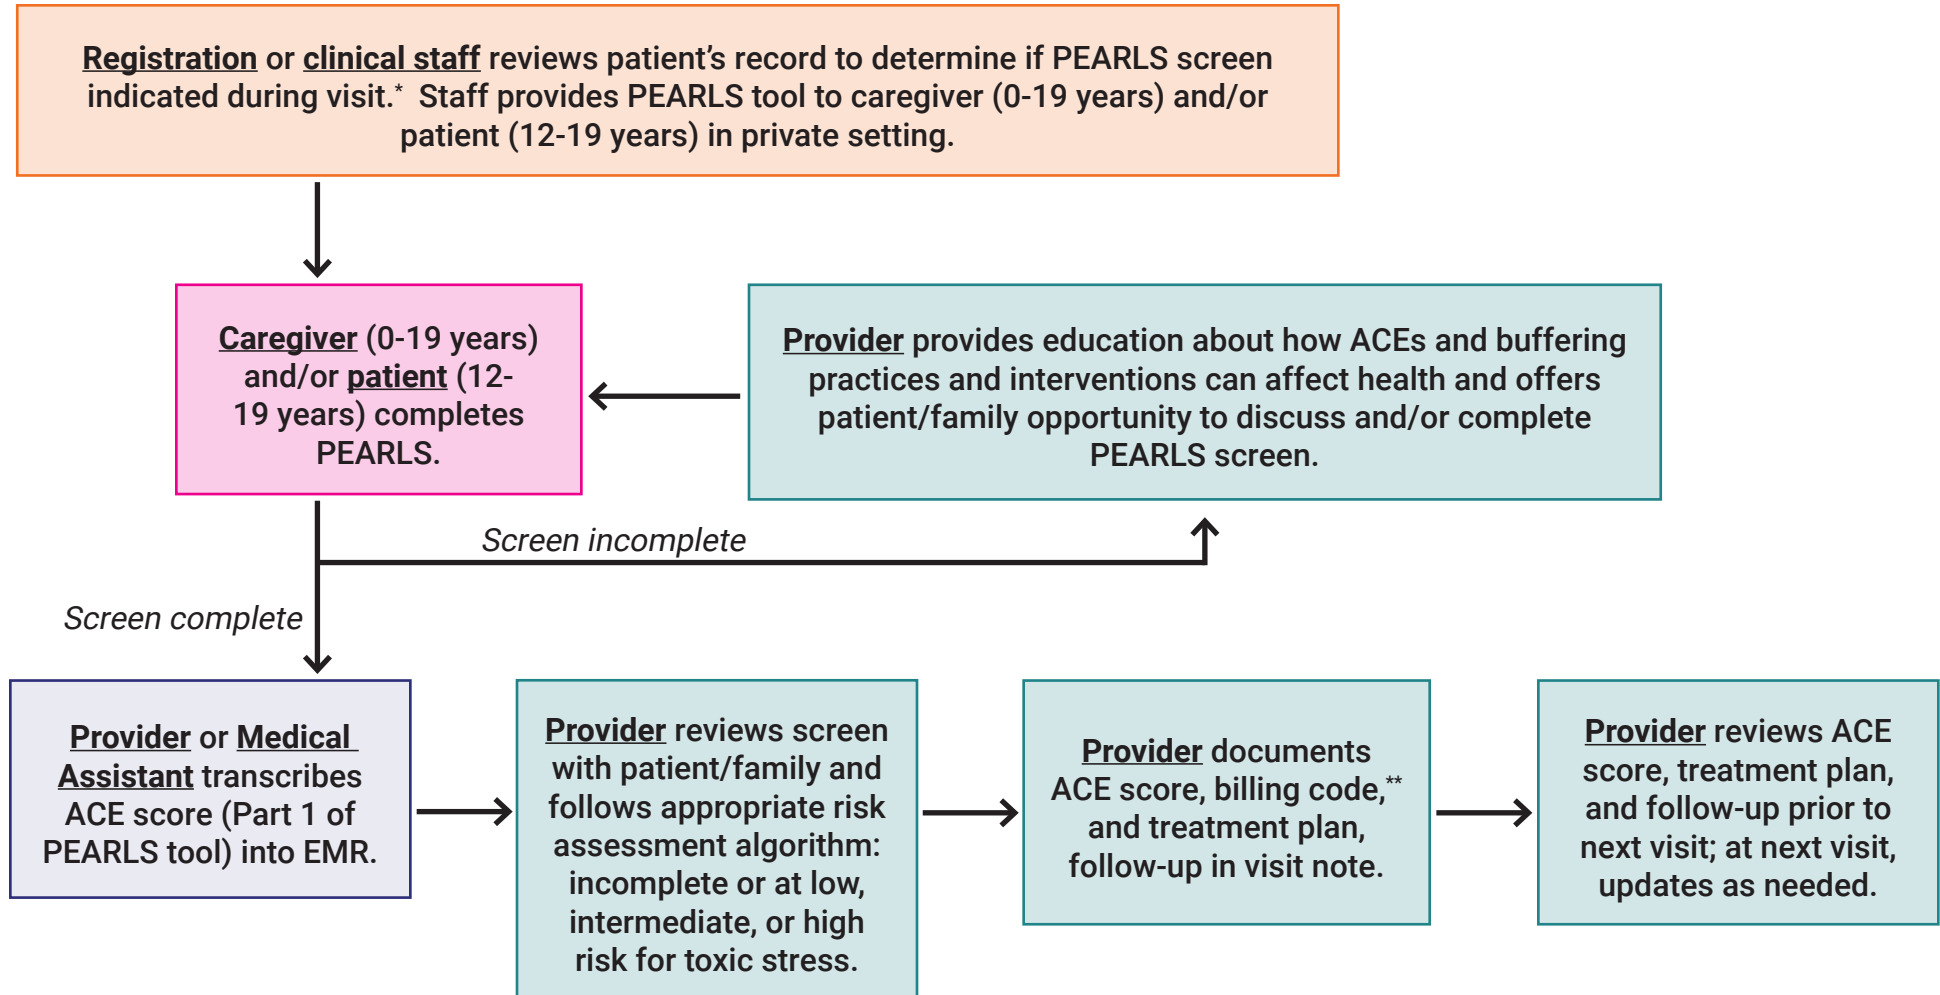 Registration or clinical staff reviews patient’s record to determine if PEARLS screen
indicated during visit.* Staff provides PEARLS tool to caregiver (0-19 years) and/or
patient (12-19 years) in private setting.
Caregiver (0-19 years)
and/or patient (12-
19 years) completes
PEARLS.
Provider provides education about how ACEs and buffering
practices and interventions can affect health and offers
patient/family opportunity to discuss and/or complete
PEARLS screen.
Screen incomplete
Screen complete
Provider or Medical
Assistant transcribes
ACE score (Part 1 of
PEARLS tool) into EMR.
Provider reviews screen
with patient/family and
follows appropriate risk
assessment algorithm:
incomplete or at low,
intermediate, or high
risk for toxic stress.
Provider documents
ACE score, billing code,**
and treatment plan,
follow-up in visit note.
Provider reviews ACE
score, treatment plan,
and follow-up prior to
next visit; at next visit,
updates as needed.